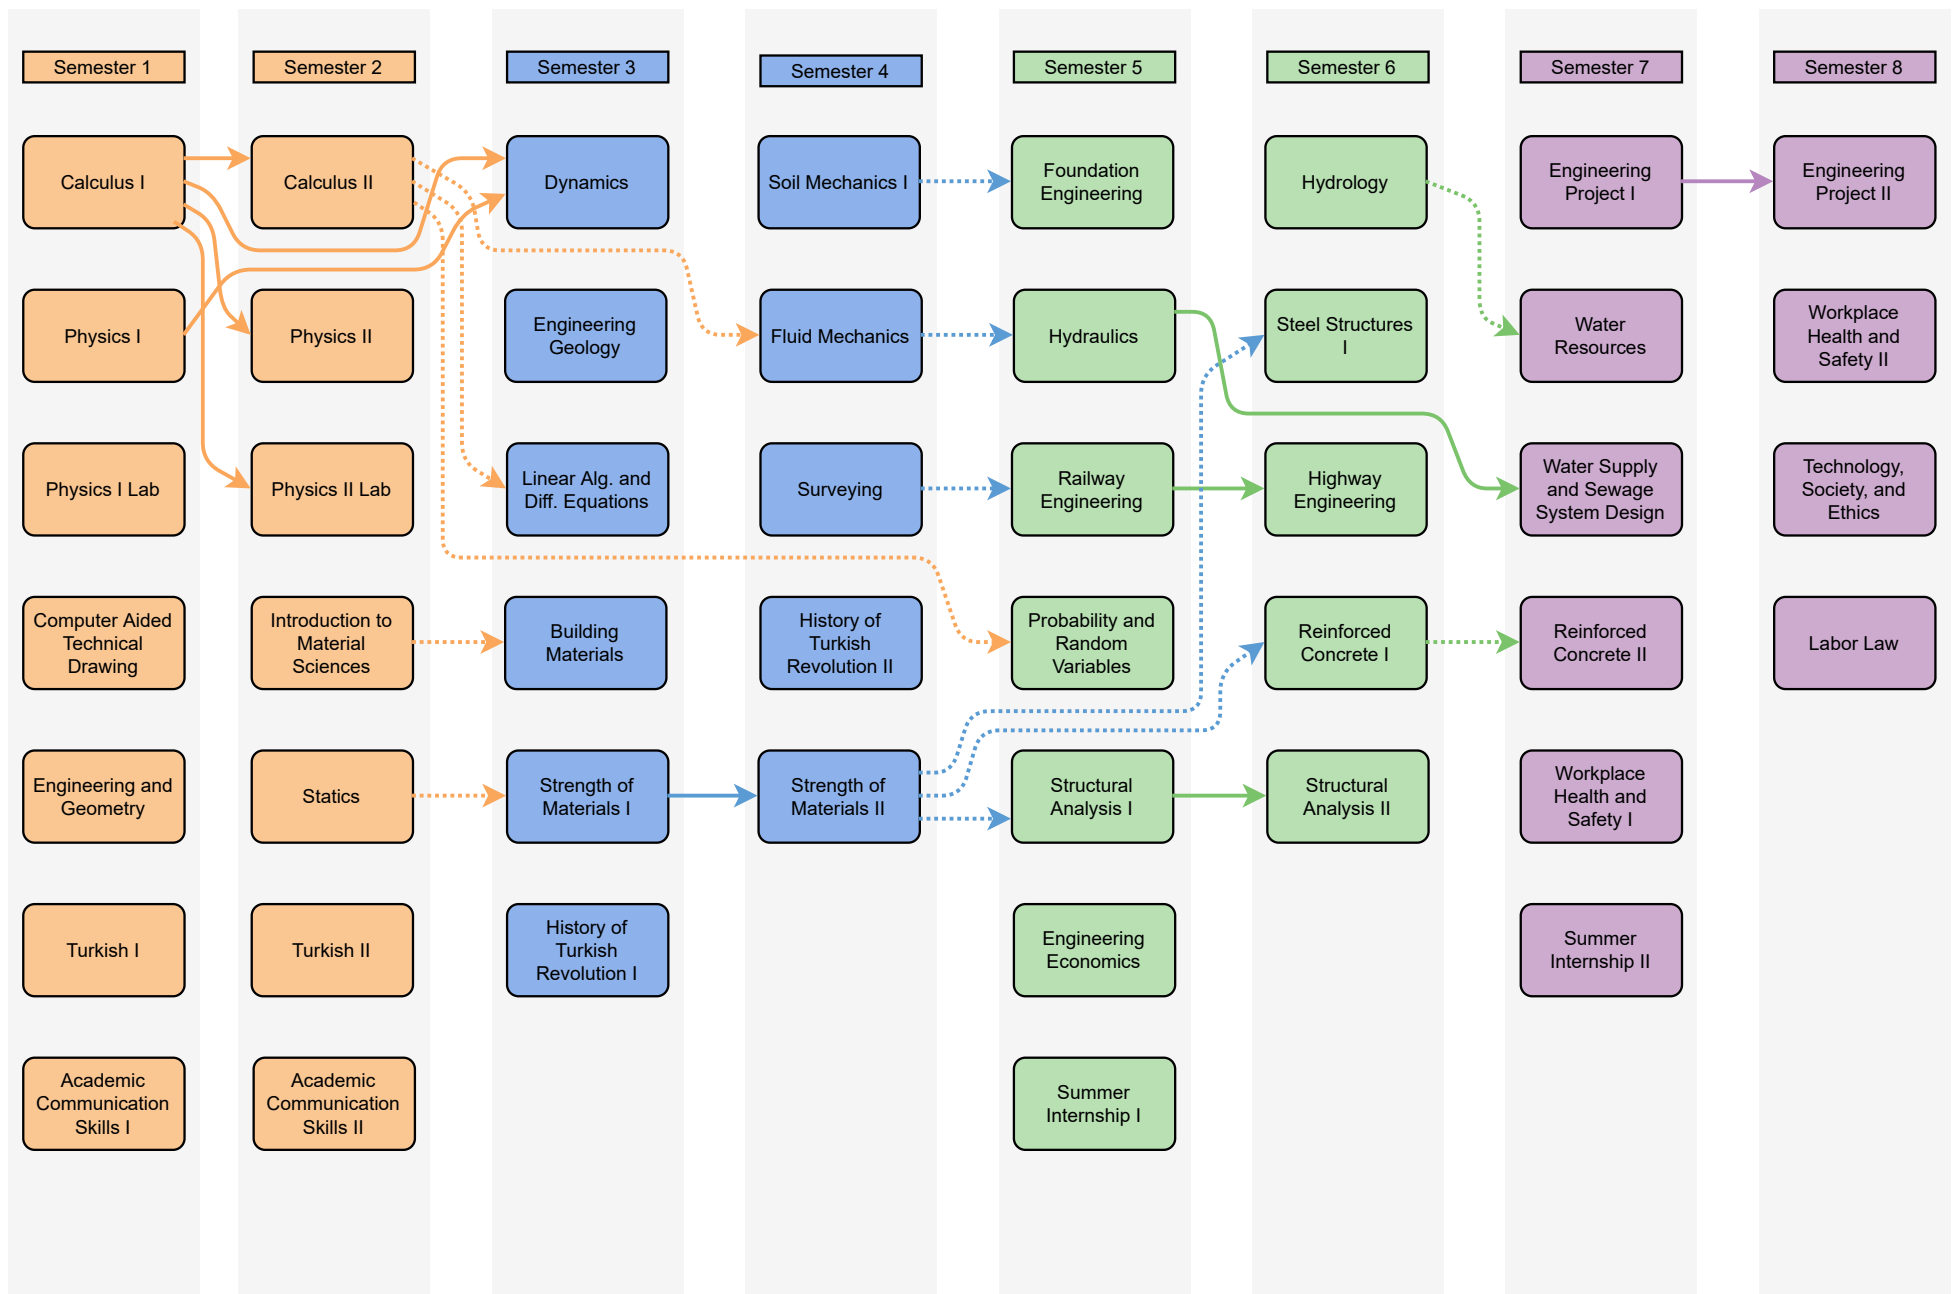 Semester 1
Calculus I
Physics I
Physics I Lab
Computer Aided
Technical
Drawing
Engineering and
Geometry
Turkish I
Academic
Communication
Skills I
Semester 2
Calculus II
Physics II
Physics II Lab
Introduction to
Material
Sciences
Statics
Turkish II
Academic
Communication
Skills II
Semester 3
Dynamics
Engineering
Geology
Linear Alg. and
Diff. Equations
Building
Materials
Strength of
Materials I
History of
Turkish
Revolution I
Semester 4
Soil Mechanics I
Fluid Mechanics
Surveying
History of
Turkish
Revolution II
Strength of
Materials II
Semester 5
Foundation
Engineering
Hydraulics
Railway
Engineering
Probability and
Random
Variables
Structural
Analysis I
Engineering
Economics
Summer
Internship I
Semester 6
Hydrology
Steel Structures
I
Highway
Engineering
Reinforced
Concrete I
Structural
Analysis II
Semester 7
Engineering
Project I
Water
Resources
Water Supply
and Sewage
System Design
Reinforced
Concrete II
Workplace
Health and
Safety I
Summer
Internship II
Semester 8
Engineering
Project II
Workplace
Health and
Safety II
Technology,
Society, and
Ethics
Labor Law